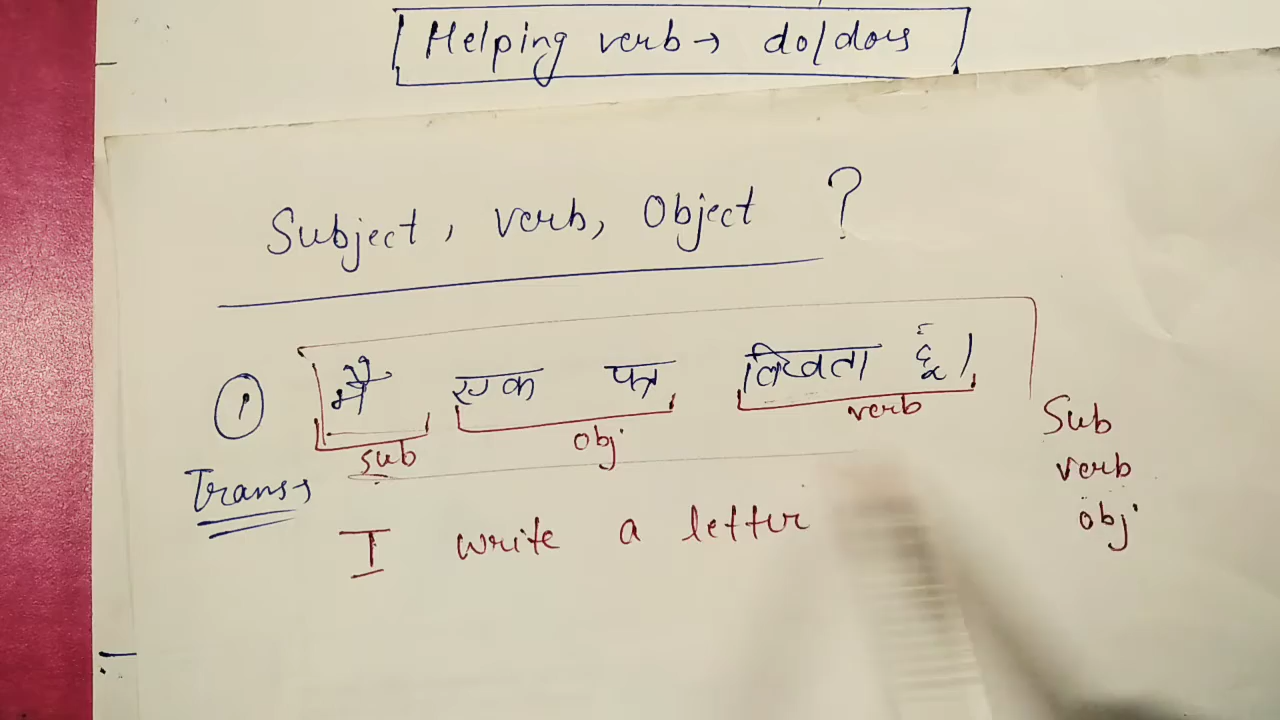 Helping verb → do/does
Subject, verb, Object ?
① मैं एक पत्र लिखता हूँ।
sub obj verb
Sub
verb
obj
Trans→
I write a letter